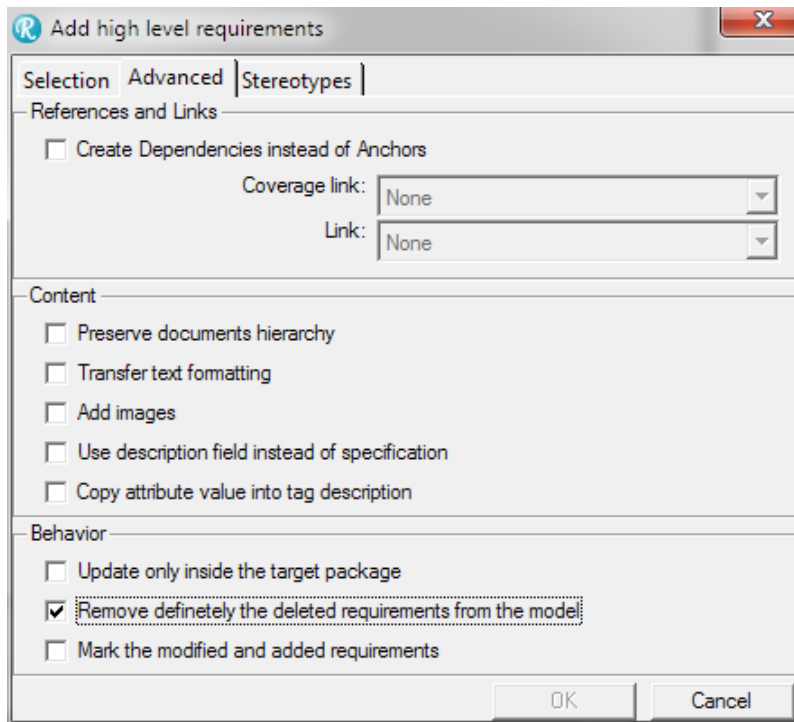 Add high level requirements
Selection Advanced Stereotypes
References and Links
Create Dependencies instead of Anchors
Coverage link: None
Link: None
Content
Preserve documents hierarchy
Transfer text formatting
Add images
Use description field instead of specification
Copy attribute value into tag description
Behavior
Update only inside the target package
Remove definetely the deleted requirements from the model
Mark the modified and added requirements
OK Cancel